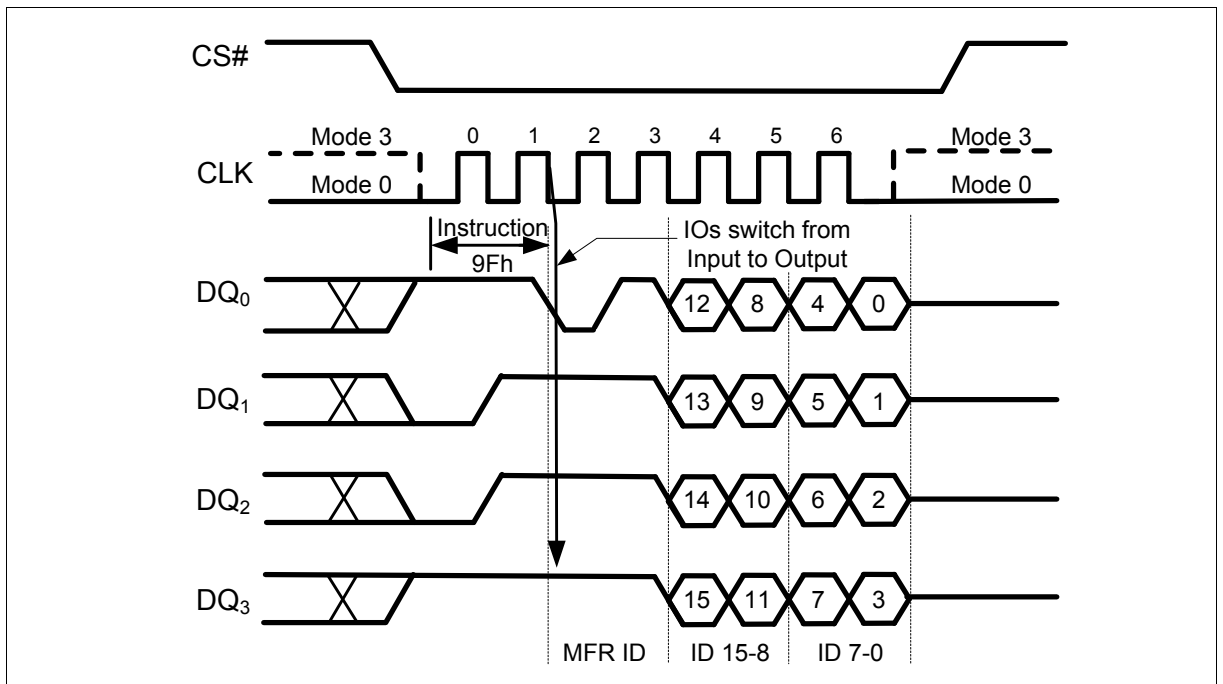 CS#
Mode 3 0 1 2 3 4 5 6 Mode 3
CLK
Mode 0 Mode 0
Instruction
9Fh
IOs switch from
Input to Output
DQ0 12 8 4 0
DQ1 13 9 5 1
DQ2 14 10 6 2
DQ3 15 11 7 3
MFR ID ID 15-8 ID 7-0